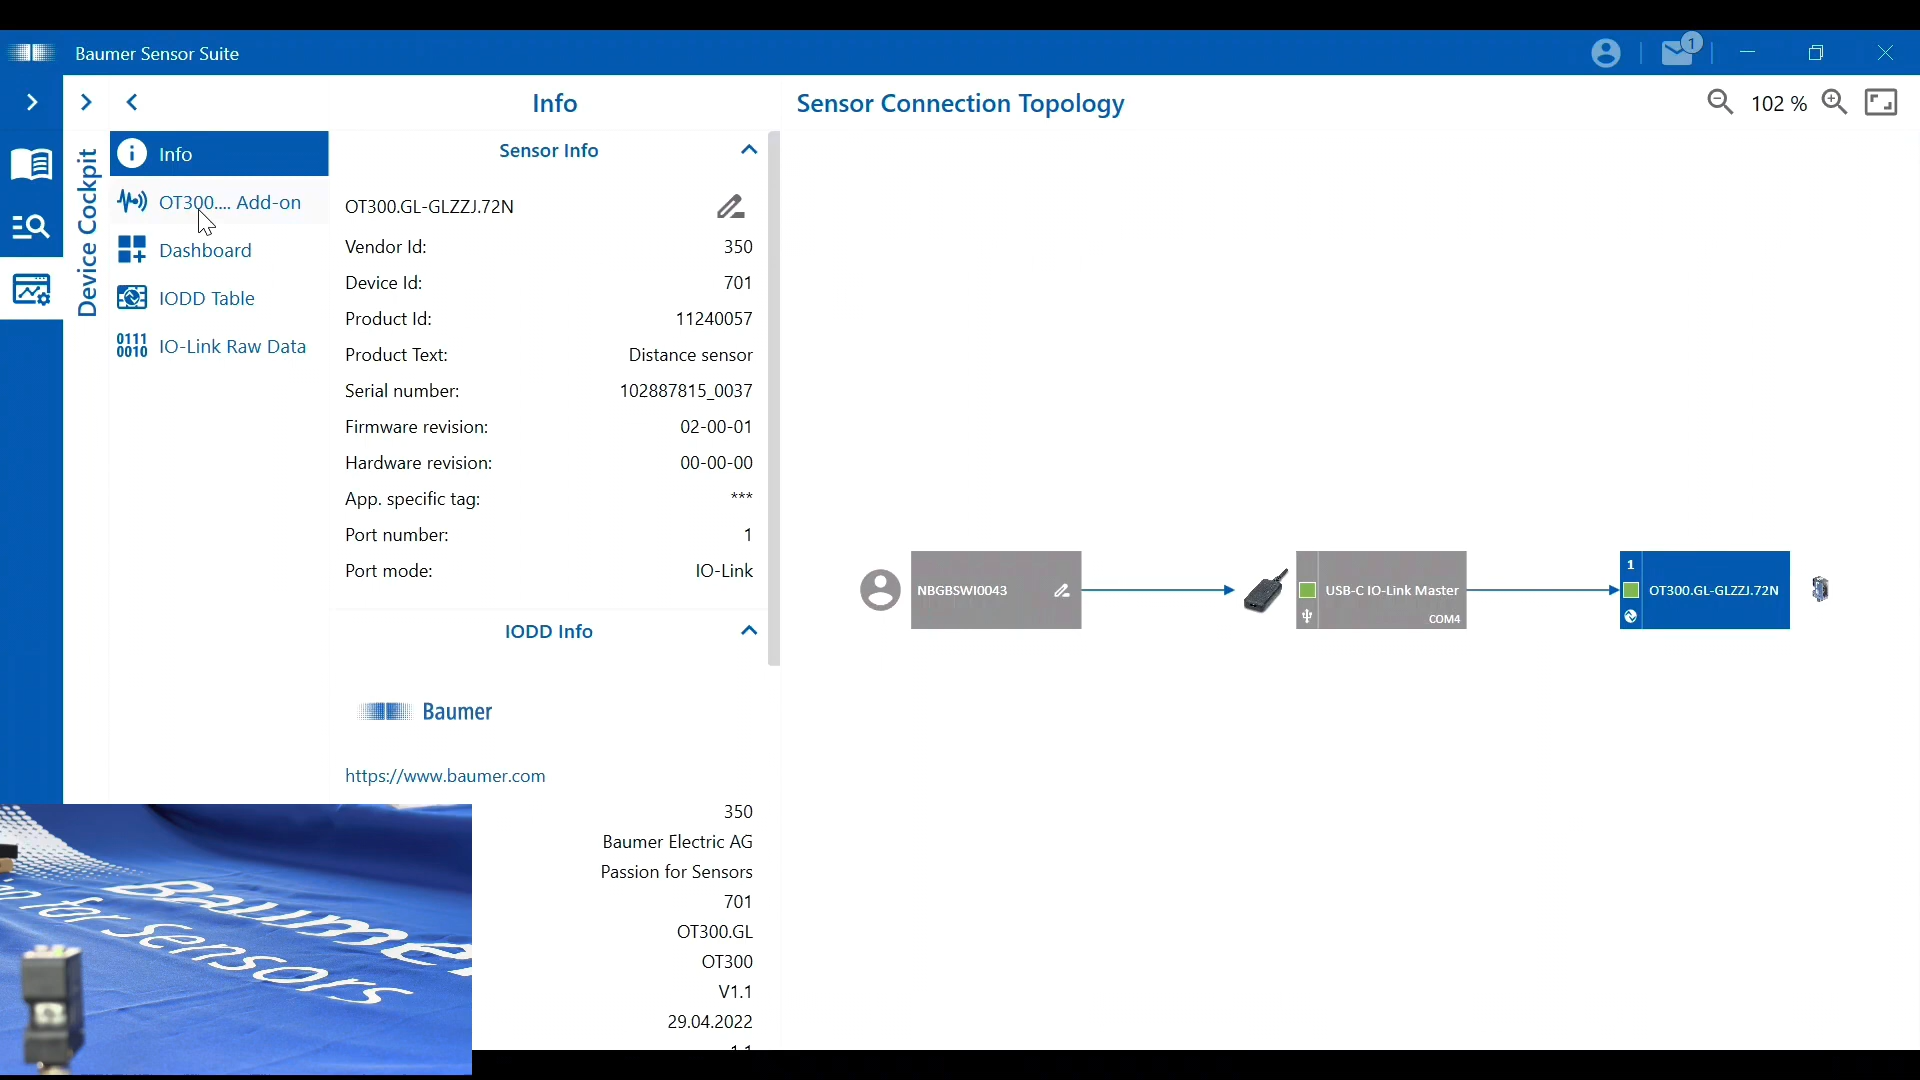 Baumer Sensor Suite
1
Info
Sensor Connection Topology
102 %
Device Cockpit
Info
OT300.... Add-on
Dashboard
IODD Table
0111
0010
IO-Link Raw Data
Sensor Info
OT300.GL-GLZZJ.72N
Vendor Id: 350
Device Id: 701
Product Id: 11240057
Product Text: Distance sensor
Serial number: 102887815_0037
Firmware revision: 02-00-01
Hardware revision: 00-00-00
App. specific tag: ***
Port number: 1
Port mode: IO-Link
IODD Info
Baumer
https://www.baumer.com
350
Baumer Electric AG
Passion for Sensors
701
OT300.GL
OT300
V1.1
29.04.2022
NBGBSWI0043
USB-C IO-Link Master
COM4
1
OT300.GL-GLZZJ.72N
Baumer
for sensors